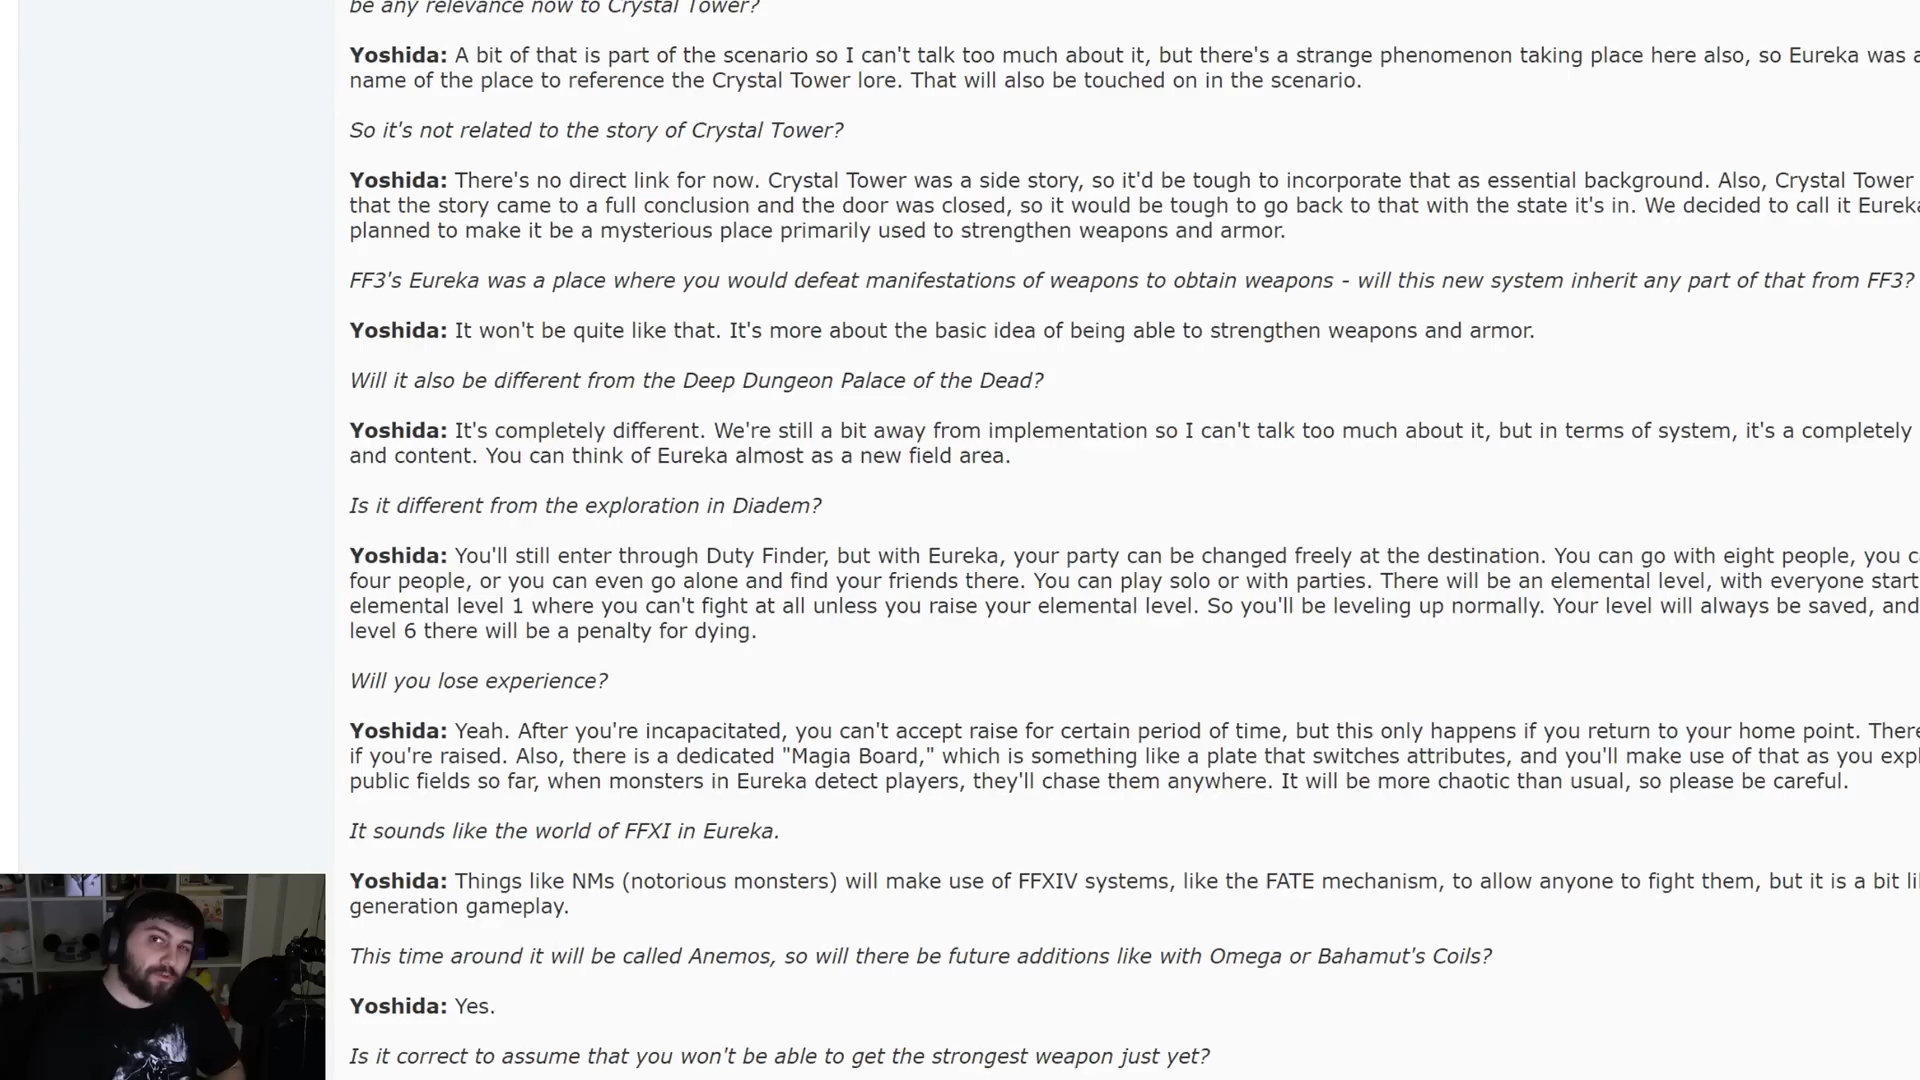 be any relevance now to Crystal Tower?
Yoshida: A bit of that is part of the scenario so I can't talk too much about it, but there's a strange phenomenon taking place here also, so Eureka was a
name of the place to reference the Crystal Tower lore. That will also be touched on in the scenario.
So it's not related to the story of Crystal Tower?
Yoshida: There's no direct link for now. Crystal Tower was a side story, so it'd be tough to incorporate that as essential background. Also, Crystal Tower
that the story came to a full conclusion and the door was closed, so it would be tough to go back to that with the state it's in. We decided to call it Eureka
planned to make it be a mysterious place primarily used to strengthen weapons and armor.
FF3's Eureka was a place where you would defeat manifestations of weapons to obtain weapons - will this new system inherit any part of that from FF3?
Yoshida: It won't be quite like that. It's more about the basic idea of being able to strengthen weapons and armor.
Will it also be different from the Deep Dungeon Palace of the Dead?
Yoshida: It's completely different. We're still a bit away from implementation so I can't talk too much about it, but in terms of system, it's a completely
and content. You can think of Eureka almost as a new field area.
Is it different from the exploration in Diadem?
Yoshida: You'll still enter through Duty Finder, but with Eureka, your party can be changed freely at the destination. You can go with eight people, you c
four people, or you can even go alone and find your friends there. You can play solo or with parties. There will be an elemental level, with everyone start
elemental level 1 where you can't fight at all unless you raise your elemental level. So you'll be leveling up normally. Your level will always be saved, and
level 6 there will be a penalty for dying.
Will you lose experience?
Yoshida: Yeah. After you're incapacitated, you can't accept raise for certain period of time, but this only happens if you return to your home point. There
if you're raised. Also, there is a dedicated "Magia Board," which is something like a plate that switches attributes, and you'll make use of that as you exp
public fields so far, when monsters in Eureka detect players, they'll chase them anywhere. It will be more chaotic than usual, so please be careful.
It sounds like the world of FFXI in Eureka.
Yoshida: Things like NMs (notorious monsters) will make use of FFXIV systems, like the FATE mechanism, to allow anyone to fight them, but it is a bit li
generation gameplay.
This time around it will be called Anemos, so will there be future additions like with Omega or Bahamut's Coils?
Yoshida: Yes.
Is it correct to assume that you won't be able to get the strongest weapon just yet?